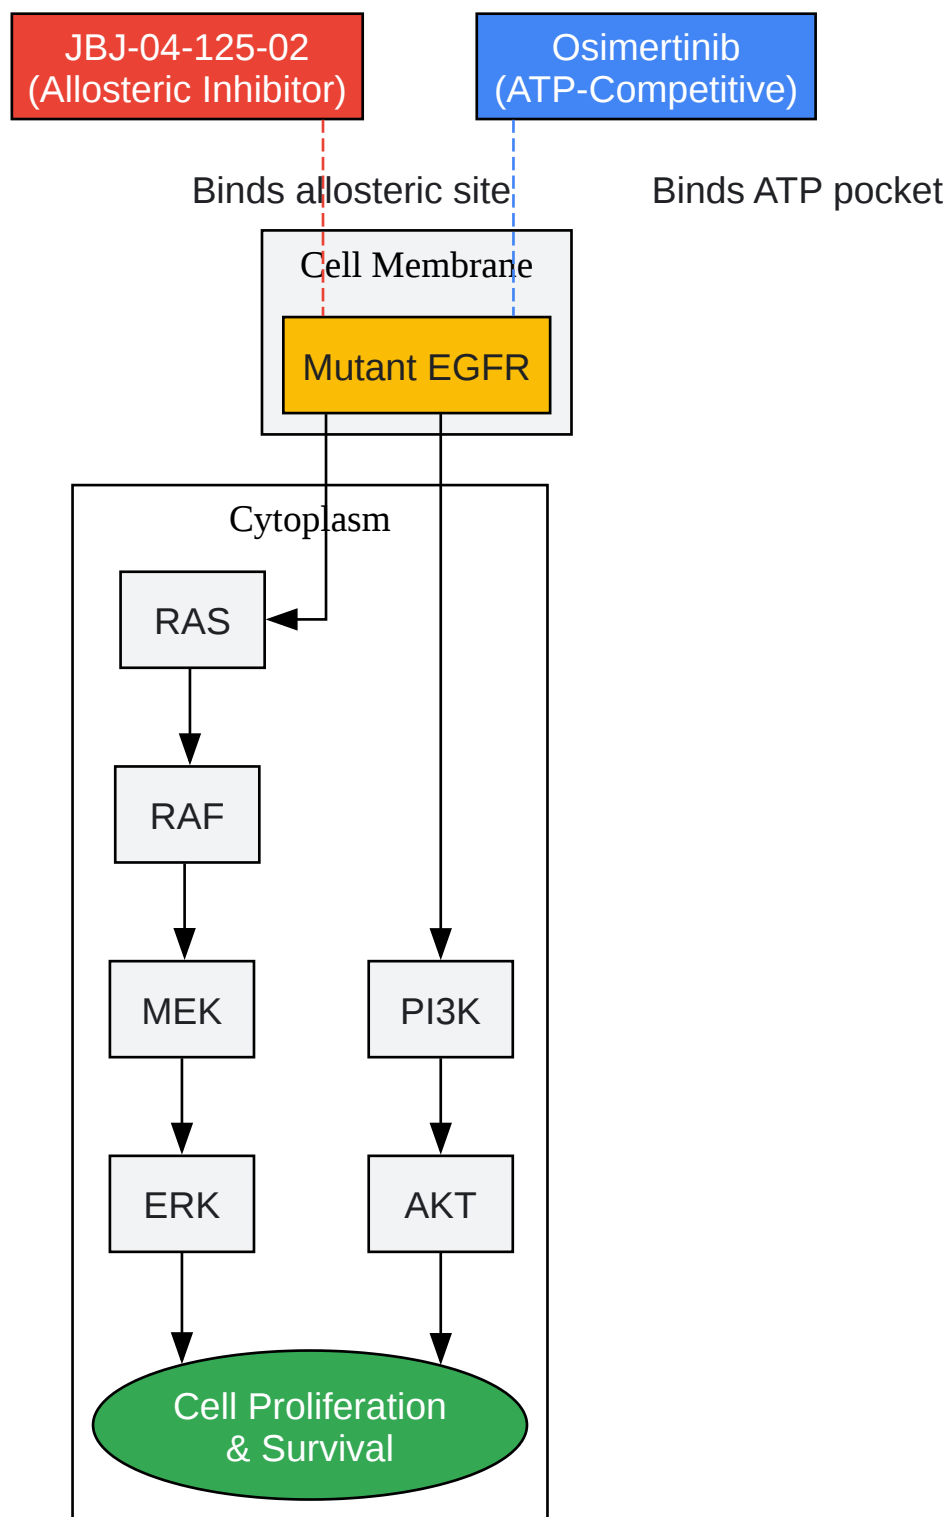 JBJ-04-125-02
(Allosteric Inhibitor)
Osimertinib
(ATP-Competitive)
Binds allosteric site
Binds ATP pocket
Cell Membrane
Mutant EGFR
Cytoplasm
RAS
RAF
MEK
PI3K
ERK
AKT
Cell Proliferation
& Survival